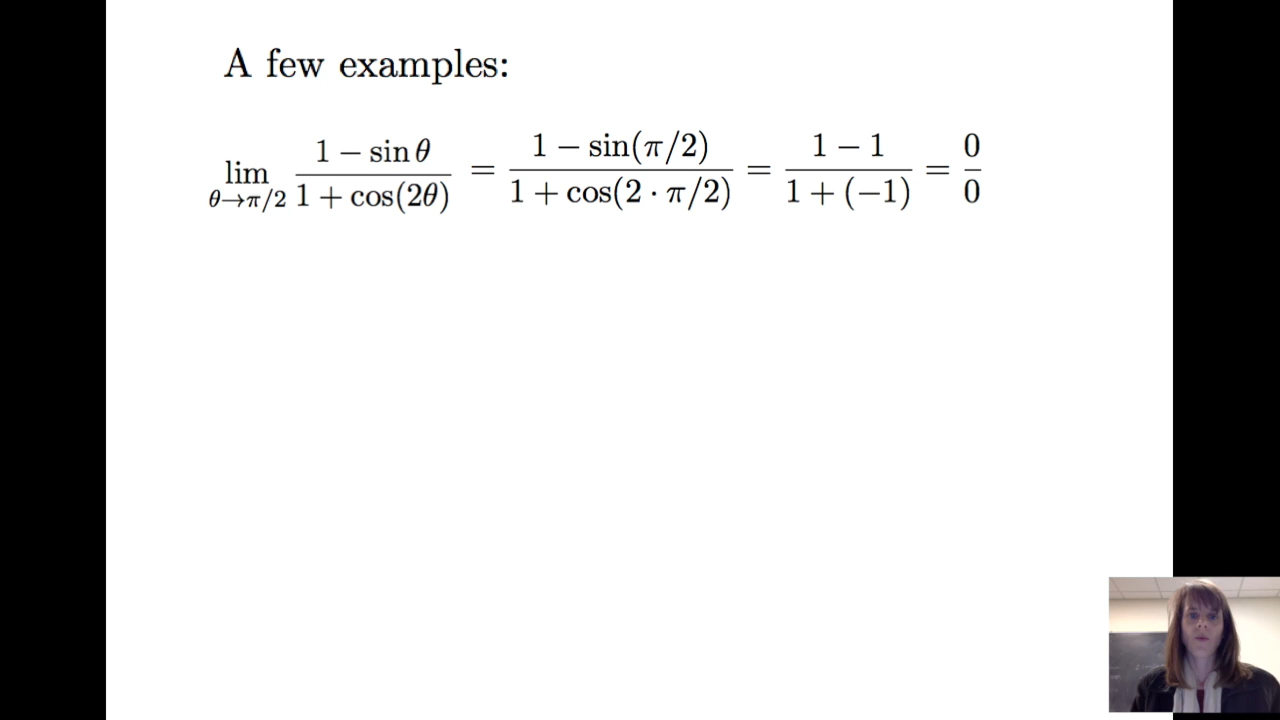 A few examples:
lim θ→π/2 (1 − sin θ)/(1 + cos(2θ)) = (1 − sin(π/2))/(1 + cos(2 · π/2)) = (1 − 1)/(1 + (−1)) = 0/0